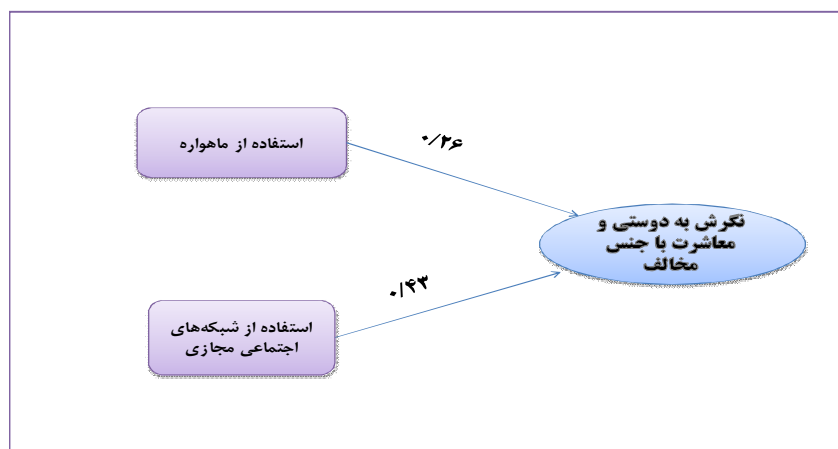 استفاده از ماهواره
۰/۲۶
نگرش به دوستی و
معاشرت با جنس
مخالف
۰/۴۳
استفاده از شبکه‌های
اجتماعی مجازی